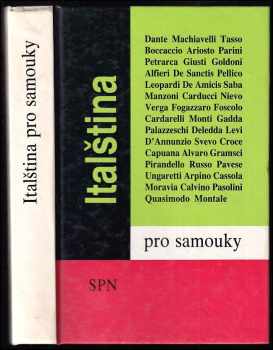 Italština pro samouky
Italština
Dante Machiavelli Tasso
Boccaccio Ariosto Parini
Petrarca Giusti Goldoni
Alfieri De Sanctis Pellico
Leopardi De Amicis Saba
Manzoni Carducci Nievo
Verga Fogazzaro Foscolo
Cardarelli Monti Gadda
Palazzeschi Deledda Levi
D'Annunzio Svevo Croce
Capuana Alvaro Gramsci
Pirandello Russo Pavese
Ungaretti Arpino Cassola
Moravia Calvino Pasolini
Quasimodo Montale
pro samouky
SPN